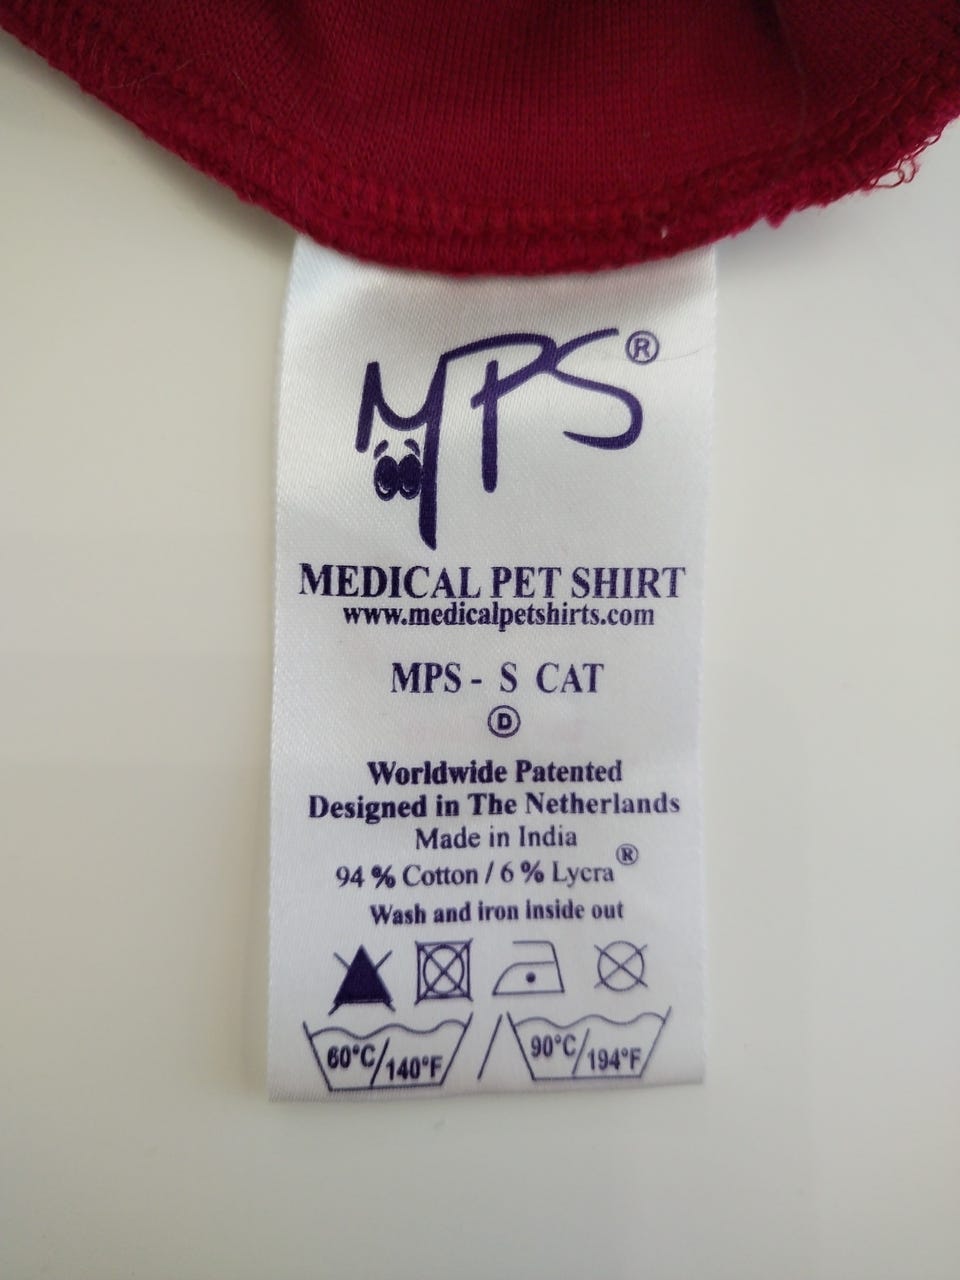 MPS®
MEDICAL PET SHIRT
www.medicalpetshirts.com
MPS - S CAT
Ⓓ
Worldwide Patented
Designed in The Netherlands
Made in India
94 % Cotton / 6 % Lycra®
Wash and iron inside out
60°C/140°F / 90°C/194°F